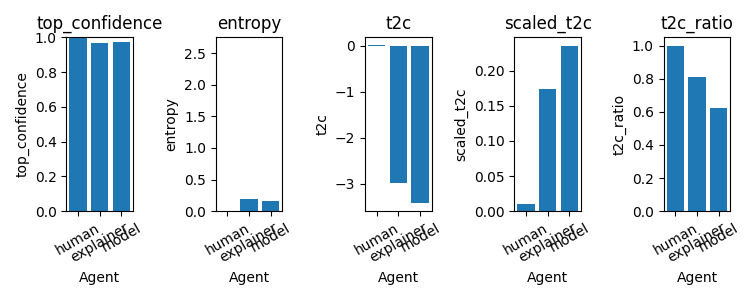 top_confidence
top_confidence
1.0
0.8
0.6
0.4
0.2
0.0
human
explainer
model
Agent
entropy
entropy
2.5
2.0
1.5
1.0
0.5
0.0
human
explainer
model
Agent
t2c
t2c
0
−1
−2
−3
human
explainer
model
Agent
scaled_t2c
scaled_t2c
0.20
0.15
0.10
0.05
0.00
human
explainer
model
Agent
t2c_ratio
t2c_ratio
1.0
0.8
0.6
0.4
0.2
0.0
human
explainer
model
Agent